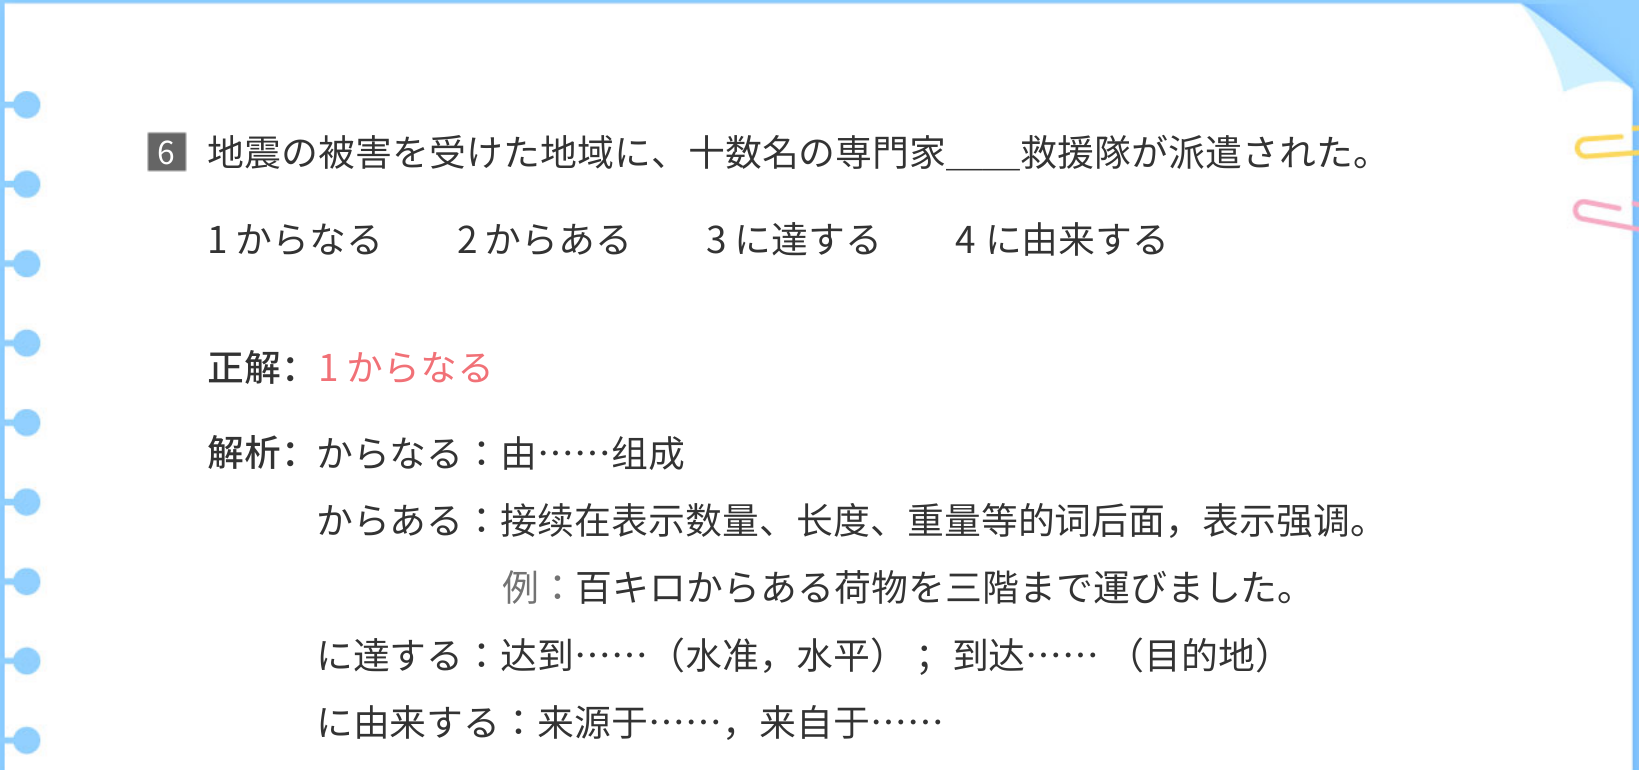 6 地震の被害を受けた地域に、十数名の専門家____救援隊が派遣された。
1 からなる 2 からある 3 に達する 4 に由来する
正解：1 からなる
解析：からなる：由……组成
からある：接续在表示数量、长度、重量等的词后面，表示强调。
例：百キロからある荷物を三階まで運びました。
に達する：达到……（水准，水平）；到达……（目的地）
に由来する：来源于……，来自于……